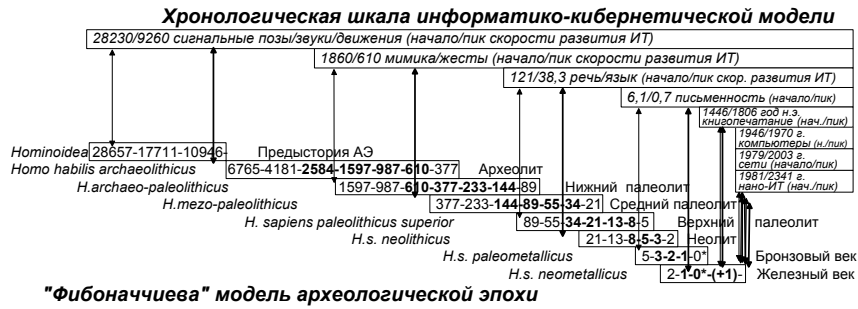 Хронологическая шкала информатико-кибернетической модели
28230/9260 сигнальные позы/звуки/движения (начало/пик скорости развития ИТ)
1860/610 мимика/жесты (начало/пик скорости развития ИТ)
121/38,3 речь/язык (начало/пик скор. развития ИТ)
6,1/0,7 письменность (начало/пик)
1446/1806 год н.э.
книгопечатание (нач./пик)
1946/1970 г.
компьютеры (н./пик)
1979/2003 г.
сети (начало/пик)
1981/2341 г.
нано-ИТ (нач./пик)
Hominoidea 28657-17711-10946- Предыстория АЭ
Homo habilis archaeolithicus 6765-4181-2584-1597-987-610-377 Археолит
H.archaeo-paleolithicus 1597-987-610-377-233-144-89 Нижний палеолит
H.mezo-paleolithicus 377-233-144-89-55-34-21 Средний палеолит
H. sapiens paleolithicus superior 89-55-34-21-13-8-5 Верхний палеолит
H.s. neolithicus 21-13-8-5-3-2 Неолит
H.s. paleometallicus 5-3-2-1-0* Бронзовый век
H.s. neometallicus 2-1-0*-(+1)- Железный век
"Фибоначчиева" модель археологической эпохи